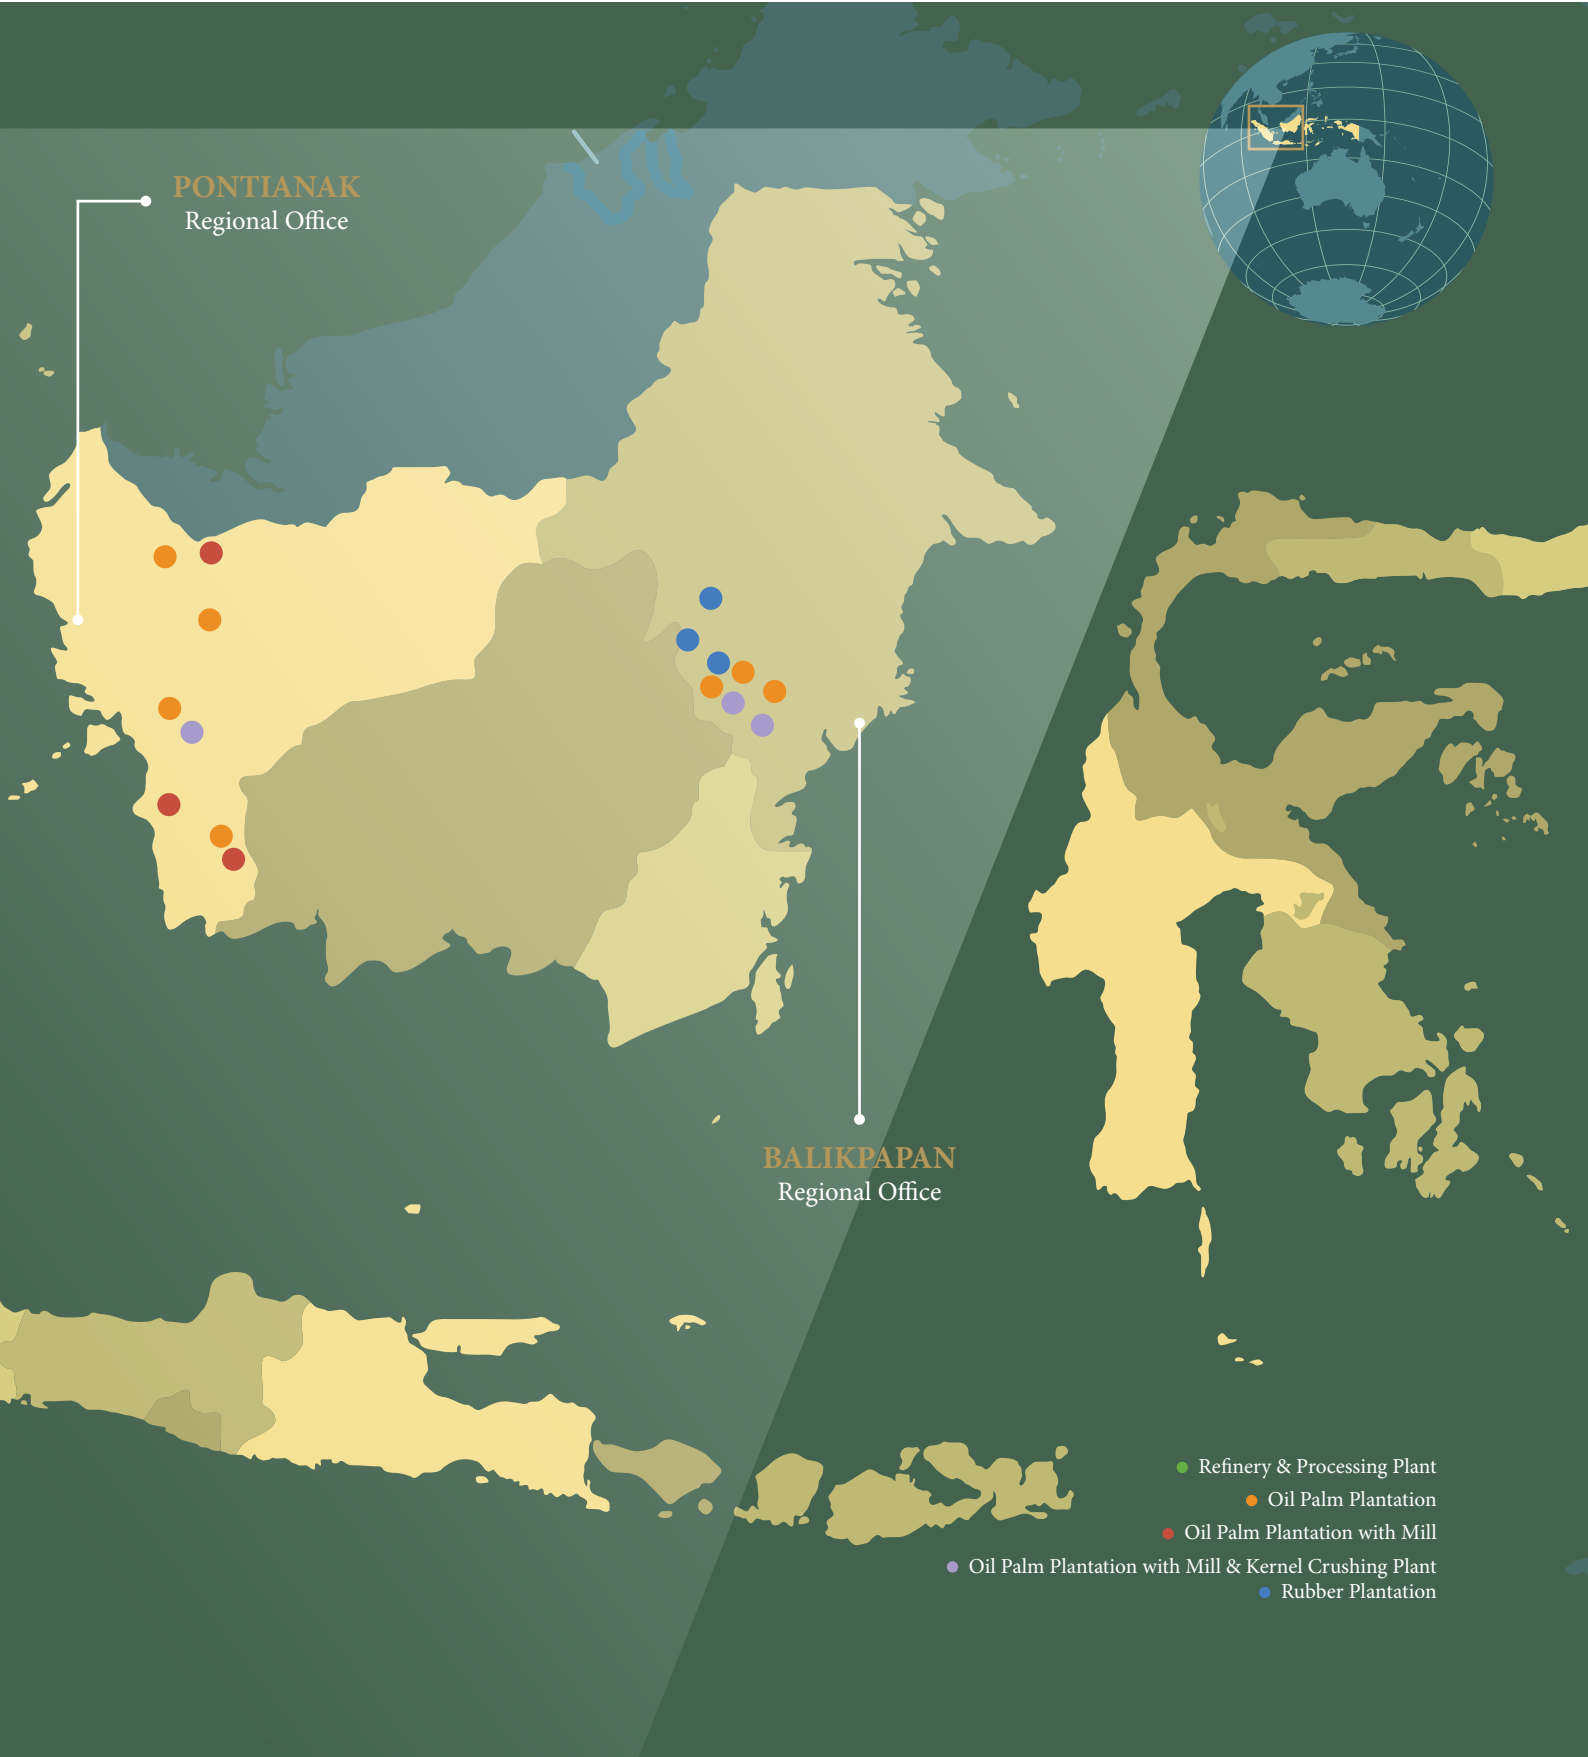 PONTIANAK
Regional Office
BALIKPAPAN
Regional Office
Refinery & Processing Plant
Oil Palm Plantation
Oil Palm Plantation with Mill
Oil Palm Plantation with Mill & Kernel Crushing Plant
Rubber Plantation